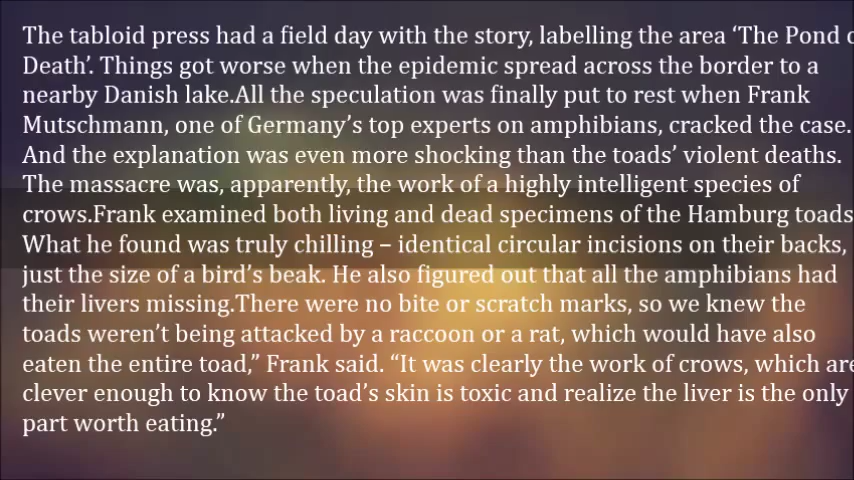 The tabloid press had a field day with the story, labelling the area ‘The Pond
Death’. Things got worse when the epidemic spread across the border to a
nearby Danish lake.All the speculation was finally put to rest when Frank
Mutschmann, one of Germany’s top experts on amphibians, cracked the case.
And the explanation was even more shocking than the toads’ violent deaths.
The massacre was, apparently, the work of a highly intelligent species of
crows.Frank examined both living and dead specimens of the Hamburg toads
What he found was truly chilling – identical circular incisions on their backs,
just the size of a bird’s beak. He also figured out that all the amphibians had
their livers missing.There were no bite or scratch marks, so we knew the
toads weren’t being attacked by a raccoon or a rat, which would have also
eaten the entire toad,” Frank said. “It was clearly the work of crows, which are
clever enough to know the toad’s skin is toxic and realize the liver is the only
part worth eating.”